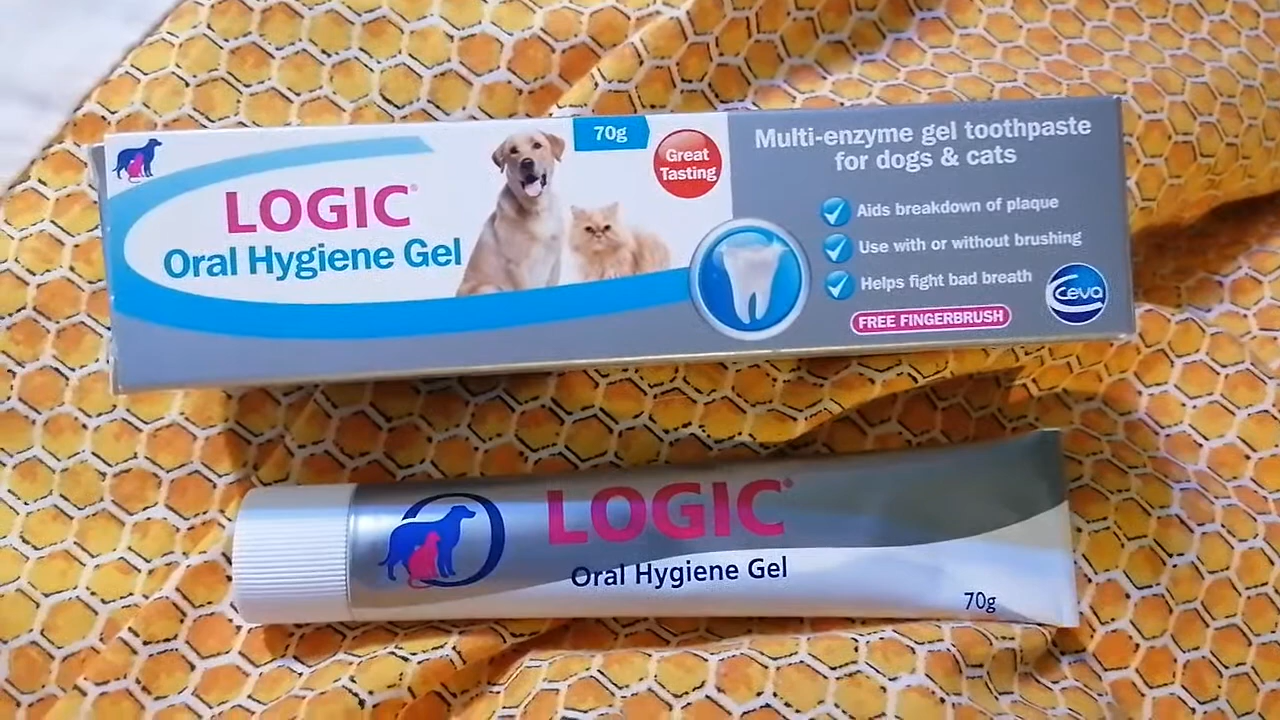 70g
Great
Tasting
LOGIC®
Oral Hygiene Gel
Multi-enzyme gel toothpaste
for dogs & cats
Aids breakdown of plaque
Use with or without brushing
Helps fight bad breath
FREE FINGERBRUSH
Ceva
LOGIC®
Oral Hygiene Gel
70g